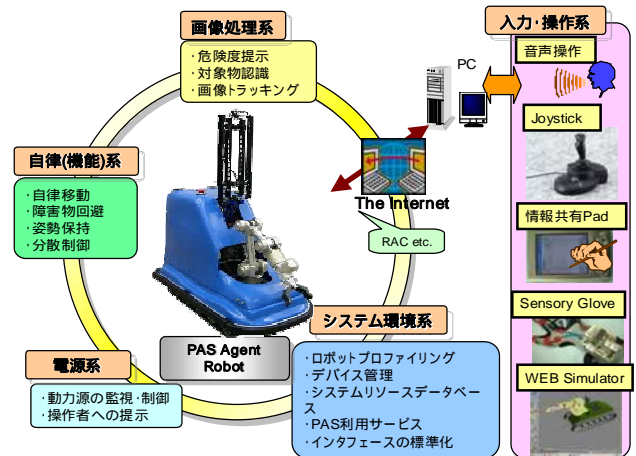 画像処理系
・危険度提示
・対象物認識
・画像トラッキング
入力・操作系
音声操作
PC
Joystick
自律(機能)系
・自律移動
・障害物回避
・姿勢保持
・分散制御
The Internet
RAC etc.
情報共有Pad
Sensory Glove
システム環境系
・ロボットプロファイリング
・デバイス管理
・システムリソースデータベー
ス
・PAS利用サービス
・インタフェースの標準化
PAS Agent
Robot
電源系
・動力源の監視・制御
・操作者への提示
WEB Simulator